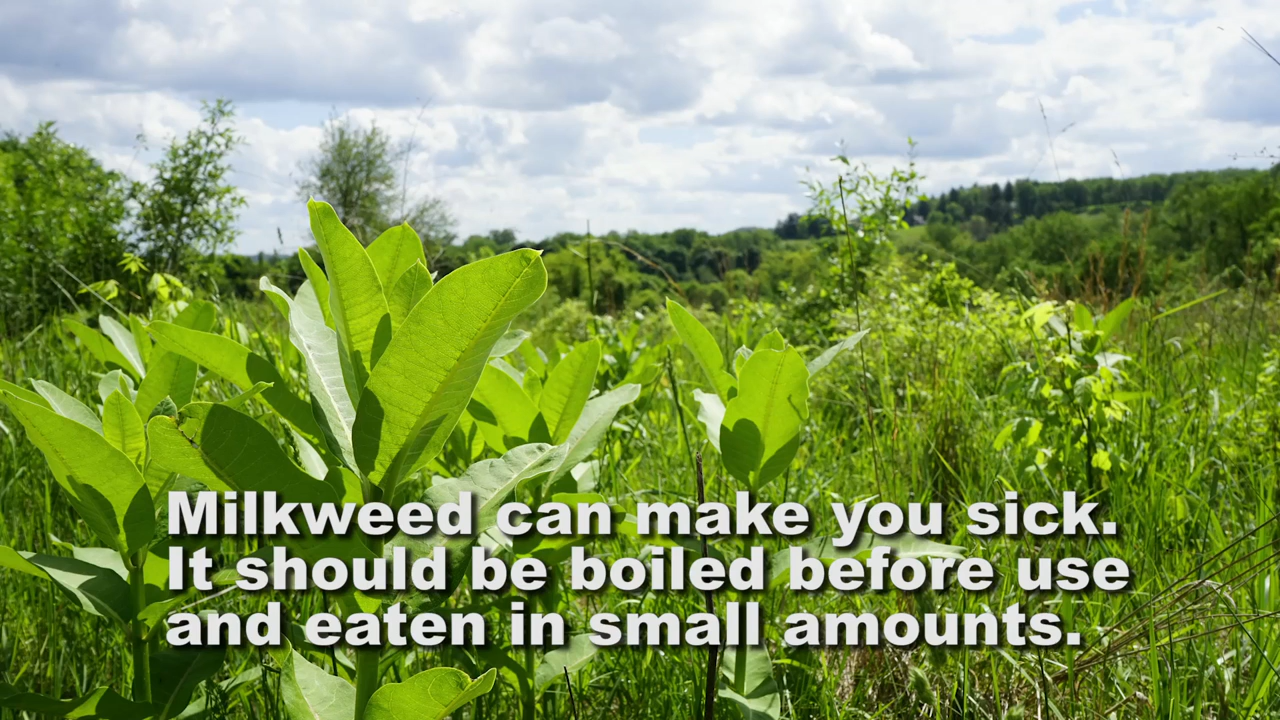 Milkweed can make you sick.
It should be boiled before use
and eaten in small amounts.